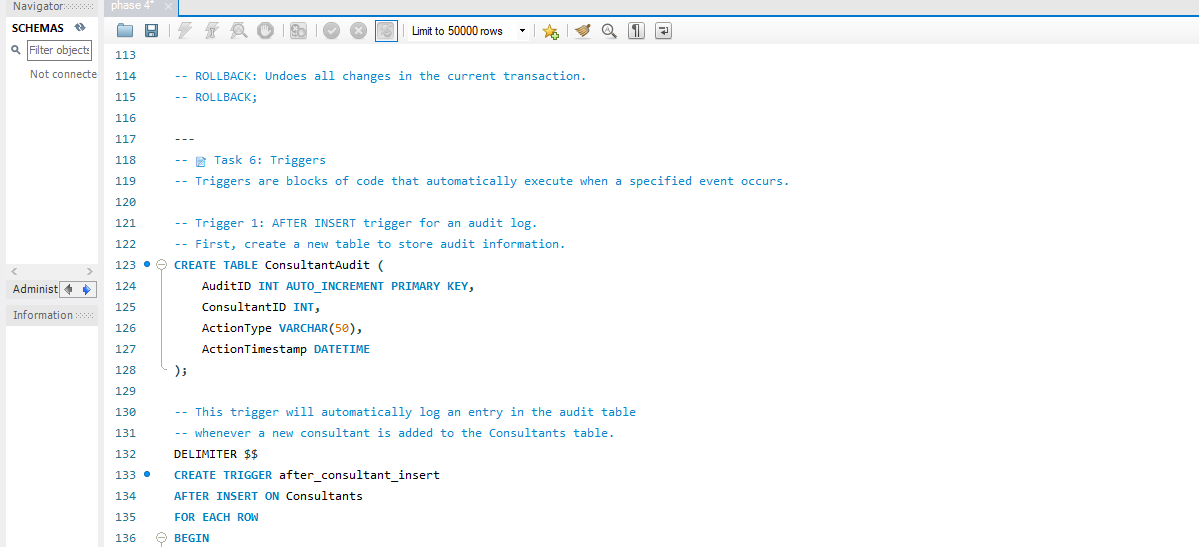 Navigator
phase 4*
SCHEMAS
Filter objects
Not connecte
Administ
Information
Limit to 50000 rows
113
114 -- ROLLBACK: Undoes all changes in the current transaction.
115 -- ROLLBACK;
116
117 ---
118 -- 📝 Task 6: Triggers
119 -- Triggers are blocks of code that automatically execute when a specified event occurs.
120
121 -- Trigger 1: AFTER INSERT trigger for an audit log.
122 -- First, create a new table to store audit information.
123 CREATE TABLE ConsultantAudit (
124 AuditID INT AUTO_INCREMENT PRIMARY KEY,
125 ConsultantID INT,
126 ActionType VARCHAR(50),
127 ActionTimestamp DATETIME
128 );
129
130 -- This trigger will automatically log an entry in the audit table
131 -- whenever a new consultant is added to the Consultants table.
132 DELIMITER $$
133 CREATE TRIGGER after_consultant_insert
134 AFTER INSERT ON Consultants
135 FOR EACH ROW
136 BEGIN